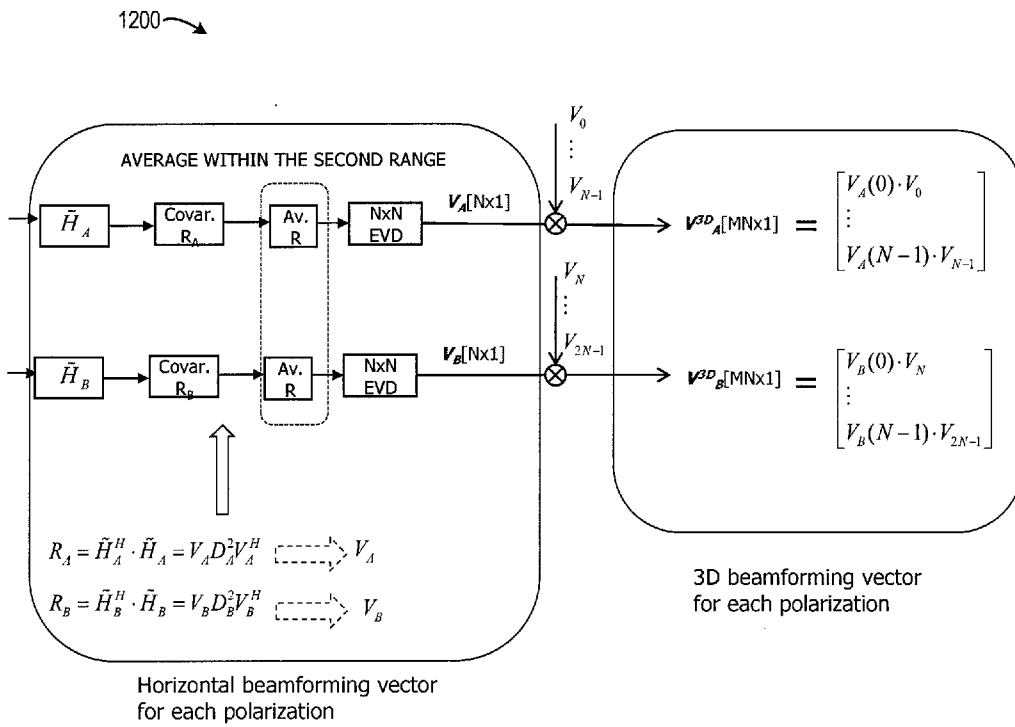 1200
AVERAGE WITHIN THE SECOND RANGE
H̃_A
Covar.
R_A
Av.
R
NxN
EVD
V_A[Nx1]
V_0
⋮
V_{N-1}
V^{3D}_A[MNx1] = [V_A(0)·V_0
⋮
V_A(N−1)·V_{N−1}]
H̃_B
Covar.
R_B
Av.
R
NxN
EVD
V_B[Nx1]
V_N
⋮
V_{2N-1}
V^{3D}_B[MNx1] = [V_B(0)·V_N
⋮
V_B(N−1)·V_{2N−1}]
R_A = H̃_A^H · H̃_A = V_A D_A^2 V_A^H V_A
R_B = H̃_B^H · H̃_B = V_B D_B^2 V_B^H V_B
Horizontal beamforming vector
for each polarization
3D beamforming vector
for each polarization